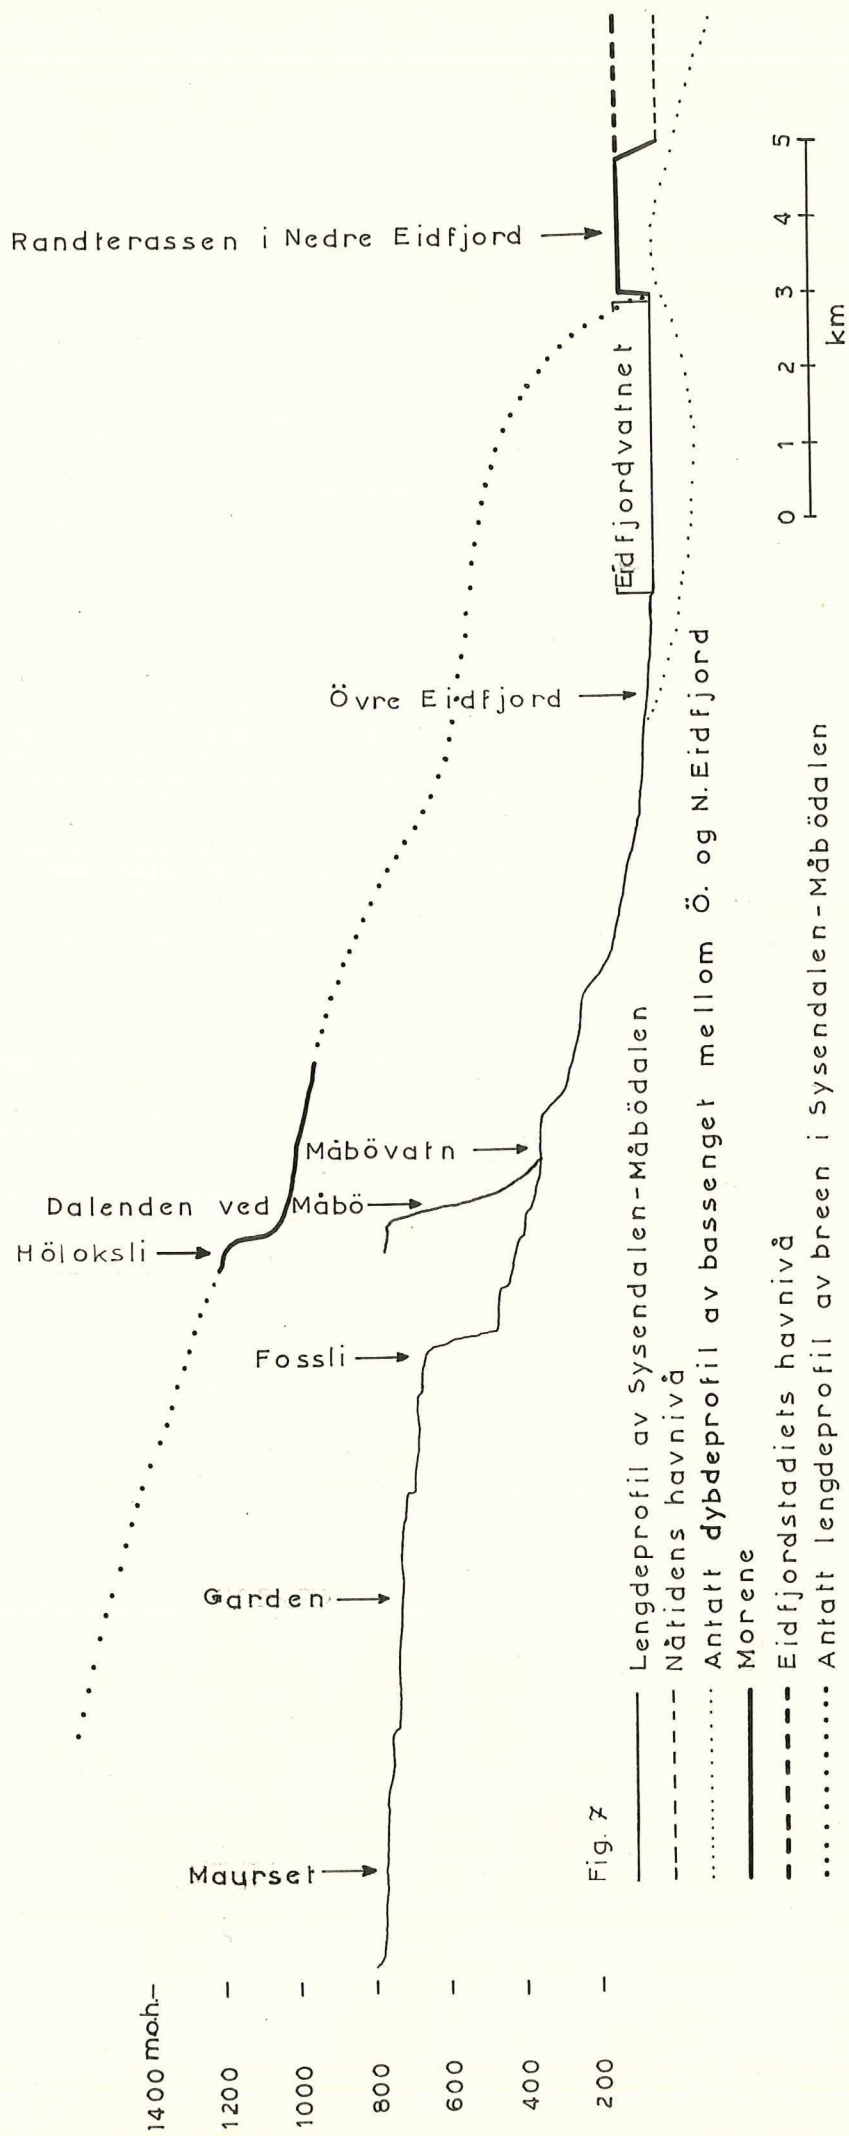 1400 m.o.h.
1200
1000
800
600
400
200
Maurset
Garden
Fossli
Höloksli
Dalenden ved Måbö
Måbövatn
Övre Eidfjord
Eidfjordvatnet
Randterassen i Nedre Eidfjord
Fig. 7
Lengdeprofil av Sysendalen-Måbödalen
Nåtidens havnivå
Antatt dybdeprofil av bassenget mellom Ö. og N.Eidfjord
Morene
Eidfjordstadiets havnivå
Antatt lengdeprofil av breen i Sysendalen-Måbödalen
0 1 2 3 4 5
km